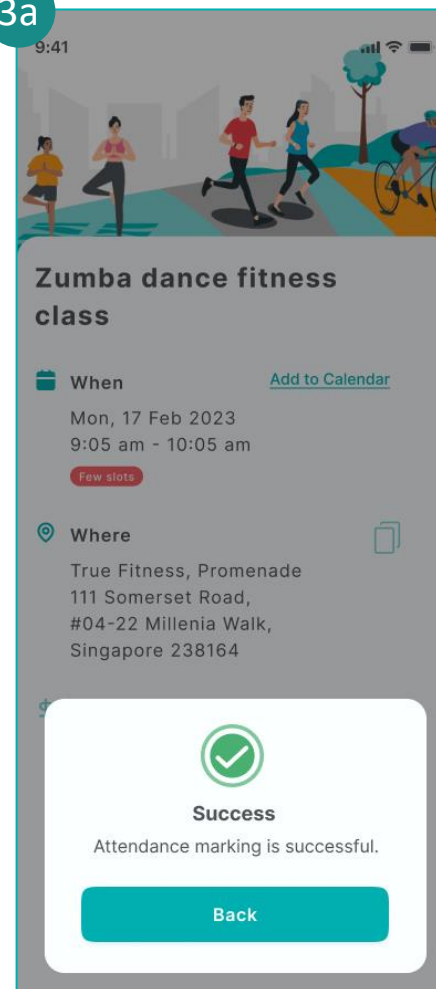 3a
9:41
Zumba dance fitness
class
When
Add to Calendar
Mon, 17 Feb 2023
9:05 am - 10:05 am
Few slots
Where
True Fitness, Promenade
111 Somerset Road,
#04-22 Millenia Walk,
Singapore 238164
Success
Attendance marking is successful.
Back